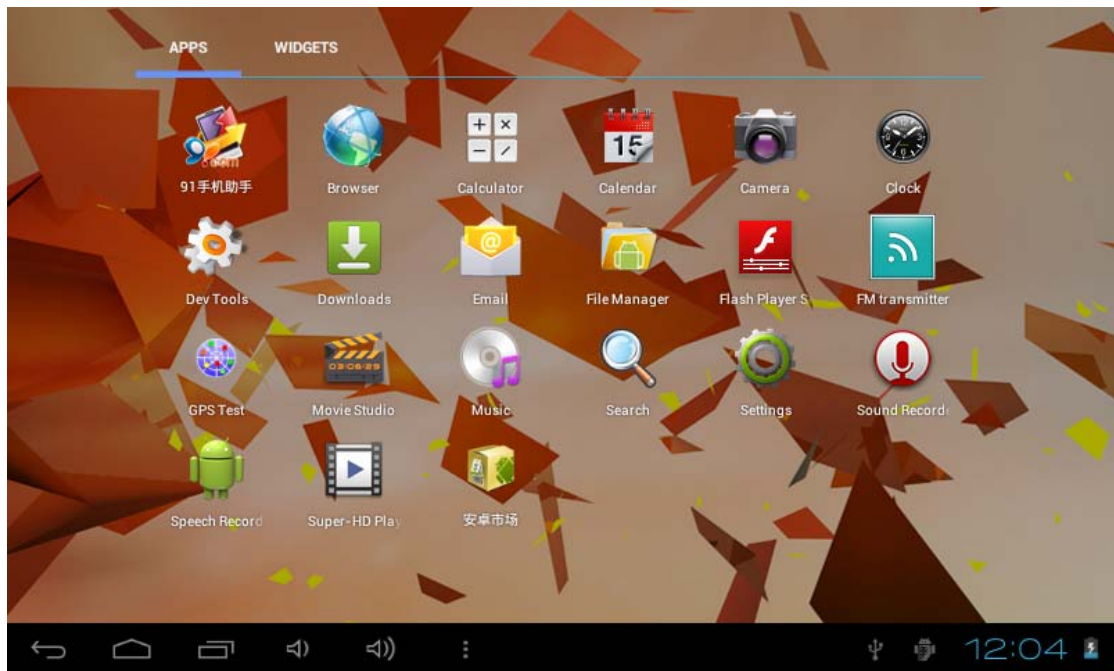 APPS WIDGETS
91手机助手 Browser Calculator Calendar Camera Clock
Dev Tools Downloads Email File Manager Flash Player S FM transmitter
GPS Test Movie Studio Music Search Settings Sound Record
Speech Record Super-HD Play 安卓市场
12:04